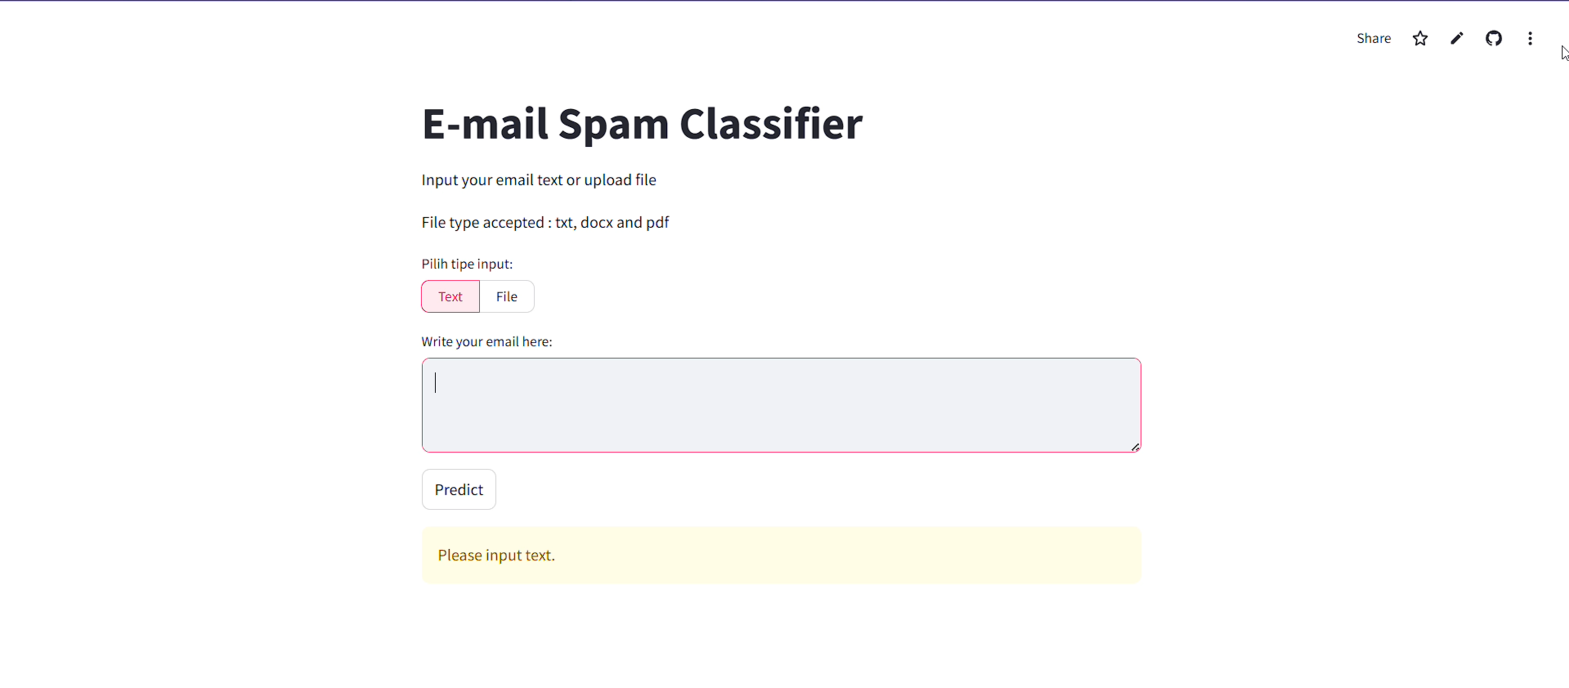 Share
E-mail Spam Classifier
Input your email text or upload file
File type accepted : txt, docx and pdf
Pilih tipe input:
Text File
Write your email here:
Predict
Please input text.